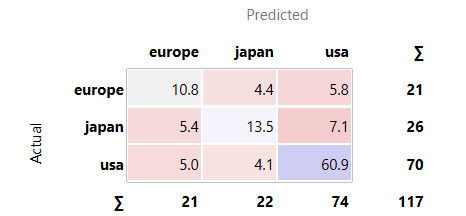 Predicted
europe japan usa ∑
europe 10.8 4.4 5.8 21
japan 5.4 13.5 7.1 26
usa 5.0 4.1 60.9 70
∑ 21 22 74 117
Actual